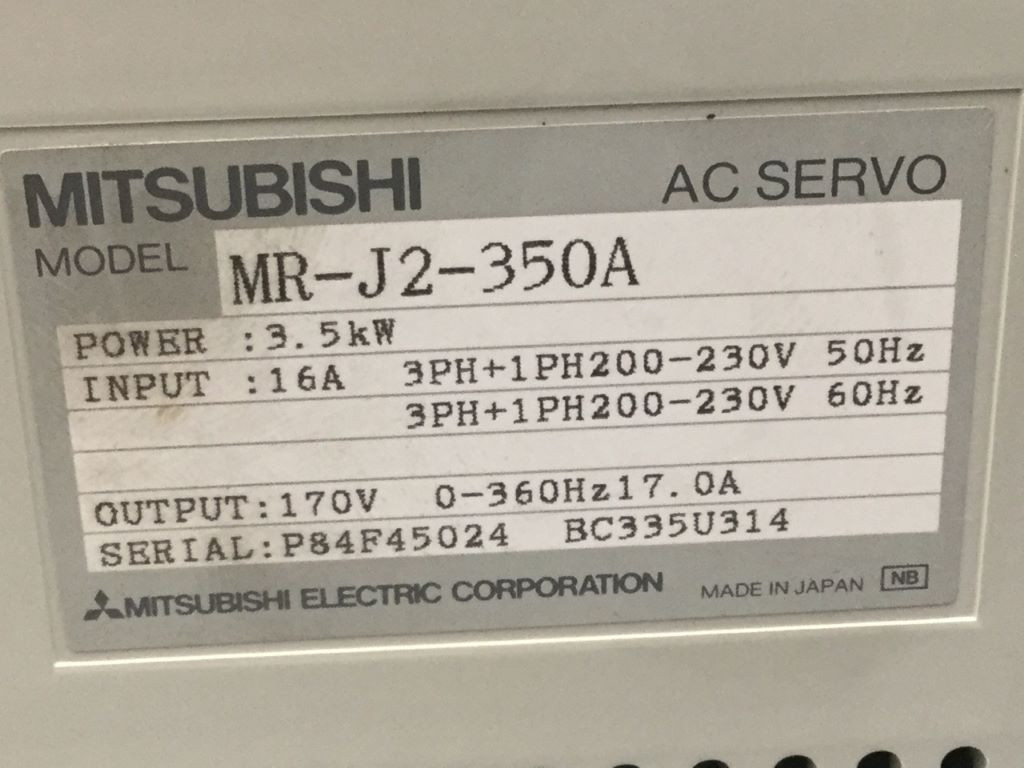 MITSUBISHI AC SERVO
MODEL MR-J2-350A
POWER :3.5kW
INPUT :16A 3PH+1PH200-230V 50Hz
3PH+1PH200-230V 60Hz
OUTPUT:170V 0-360Hz17.0A
SERIAL:P84F45024 BC335U314
MITSUBISHI ELECTRIC CORPORATION MADE IN JAPAN NB